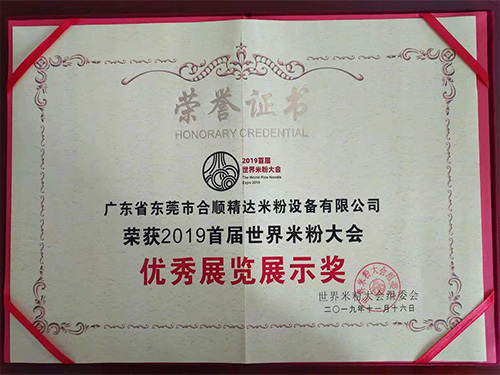 荣誉证书
HONORARY CREDENTIAL
2019首届
世界米粉大会
The World Rice Noodle
Expo 2019
广东省东莞市合顺精达米粉设备有限公司
荣获2019首届世界米粉大会
优秀展览展示奖
世界米粉大会组委会
二〇一九年十一月十六日